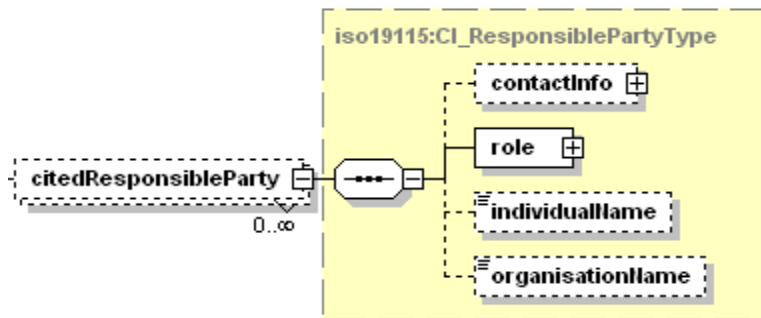 iso19115:CI_ResponsiblePartyType
contactInfo
role
citedResponsibleParty
0..∞
individualName
organisationName